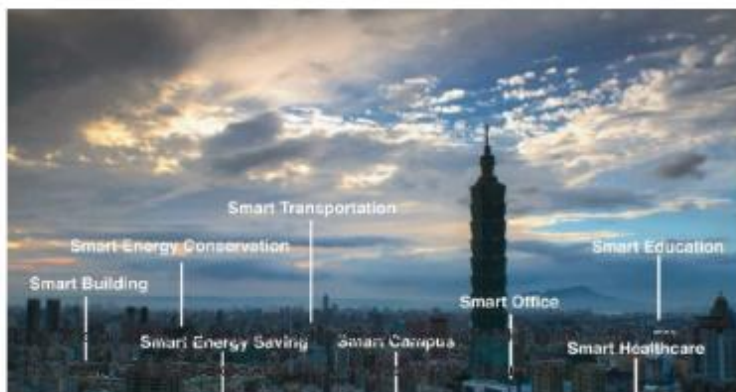 Smart Transportation
Smart Energy Conservation
Smart Education
Smart Building
Smart Office
Smart Energy Saving
Smart Campus
Smart Healthcare